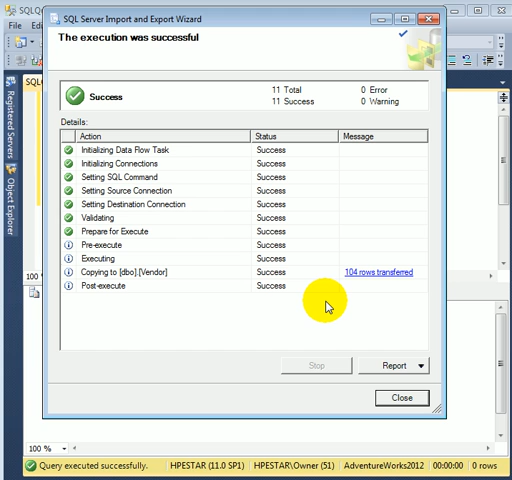 SQLQ
SQL Server Import and Export Wizard
File
The execution was successful
Success
11 Total 0 Error
11 Success 0 Warning
Details:
Action Status Message
Initializing Data Flow Task Success
Initializing Connections Success
Setting SQL Command Success
Setting Source Connection Success
Setting Destination Connection Success
Validating Success
Prepare for Execute Success
Pre-execute Success
Executing Success
Copying to [dbo].[Vendor] Success 104 rows transferred
Post-execute Success
Stop Report
Close
Registered Servers
Object Explorer
100
100 %
Query executed successfully. HPESTAR (11.0 SP1) HPESTAR\Owner (51) AdventureWorks2012 00:00:00 0 rows